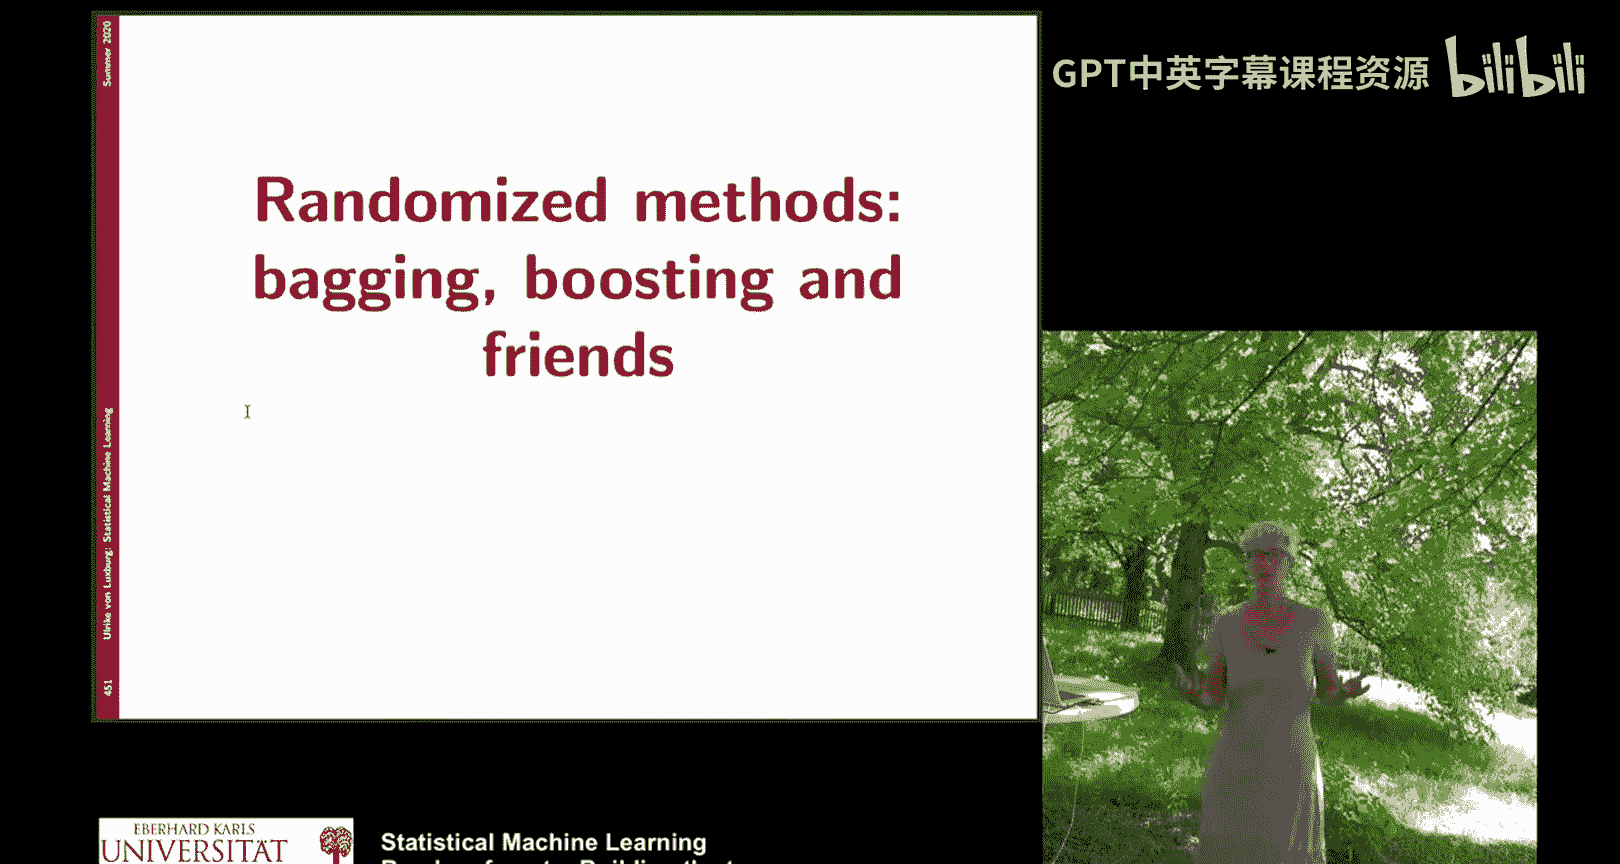 Summer 2020
Ulrike von Luxburg: Statistical Machine Learning
451
Randomized methods:
bagging, boosting and
friends
GPT中英字幕课程资源 bilibili
EBERHARD KARLS
UNIVERSITÄT
Statistical Machine Learning